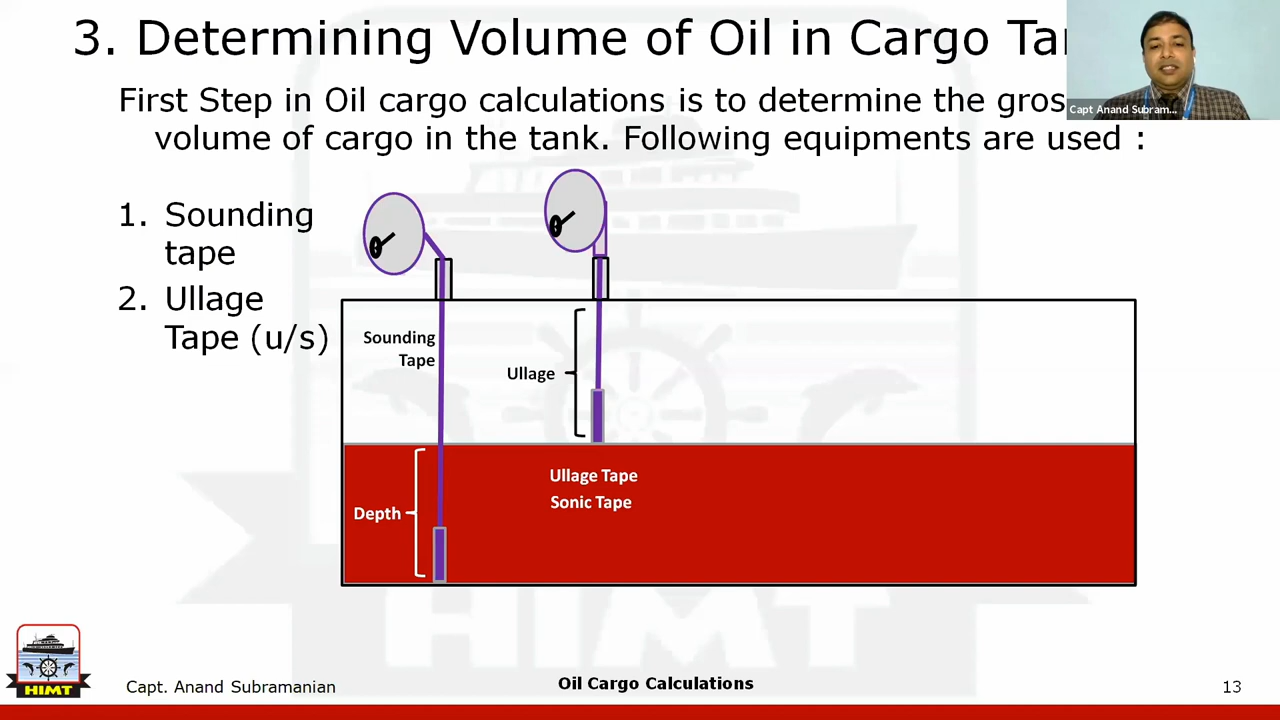 3. Determining Volume of Oil in Cargo
Capt Anand Subram...
First Step in Oil cargo calculations is to determine the
volume of cargo in the tank. Following equipments are used :
1. Sounding
tape
2. Ullage
Tape (u/s)
Sounding
Tape
Ullage
Ullage Tape
Sonic Tape
Depth
HIMT
HIMT
Capt. Anand Subramanian
Oil Cargo Calculations
13